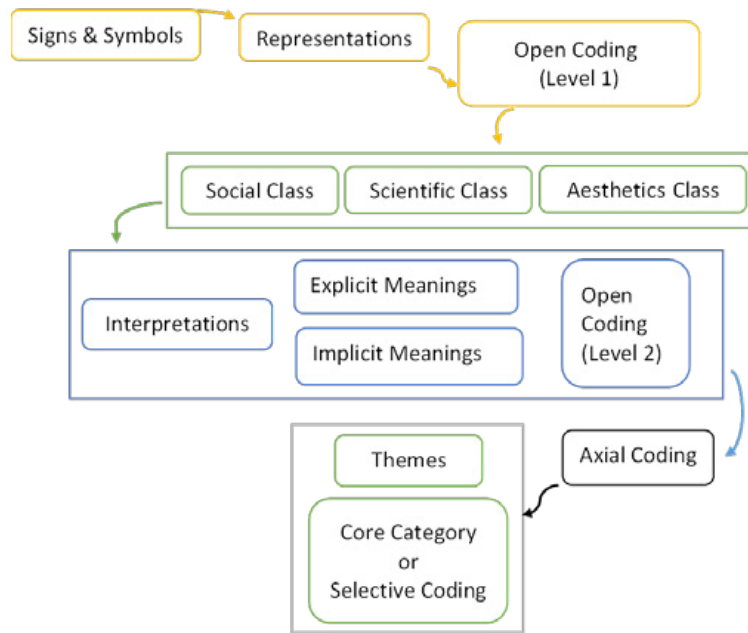 Signs & Symbols
Representations
Open Coding
(Level 1)
Social Class
Scientific Class
Aesthetics Class
Interpretations
Explicit Meanings
Implicit Meanings
Open
Coding
(Level 2)
Axial Coding
Themes
Core Category
or
Selective Coding